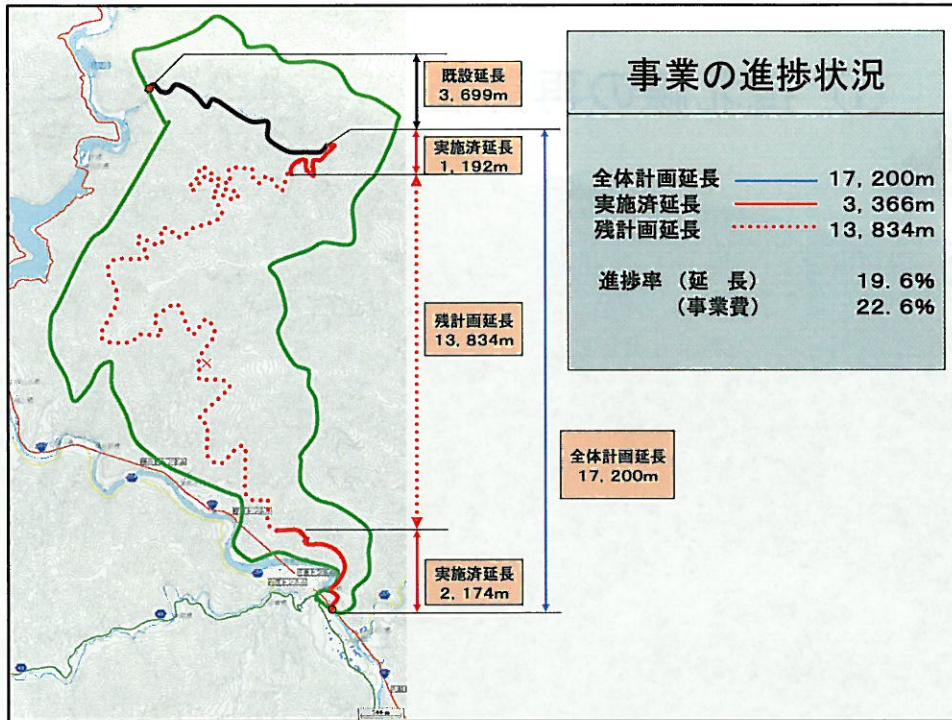 既設延長
3, 699m
実施済延長
1, 192m
残計画延長
13, 834m
全体計画延長
17, 200m
実施済延長
2, 174m
事業の進捗状況
全体計画延長 17, 200m
実施済延長 3, 366m
残計画延長 13, 834m
進捗率 (延 長) 19. 6%
(事業費) 22. 6%